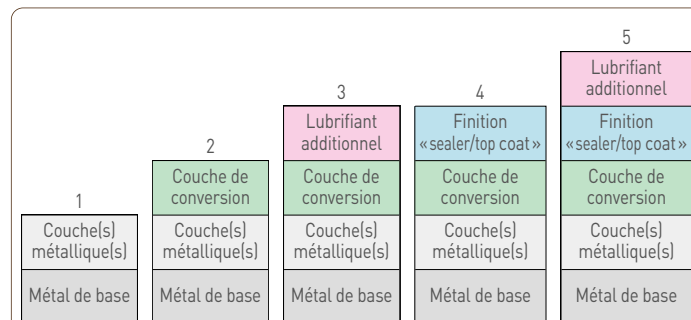 1
Couche(s)
métallique(s)
Métal de base
2
Couche de
conversion
Couche(s)
métallique(s)
Métal de base
3
Lubrifiant
additionnel
Couche de
conversion
Couche(s)
métallique(s)
Métal de base
4
Finition
«sealer/top coat»
Couche de
conversion
Couche(s)
métallique(s)
Métal de base
5
Lubrifiant
additionnel
Finition
«sealer/top coat»
Couche de
conversion
Couche(s)
métallique(s)
Métal de base